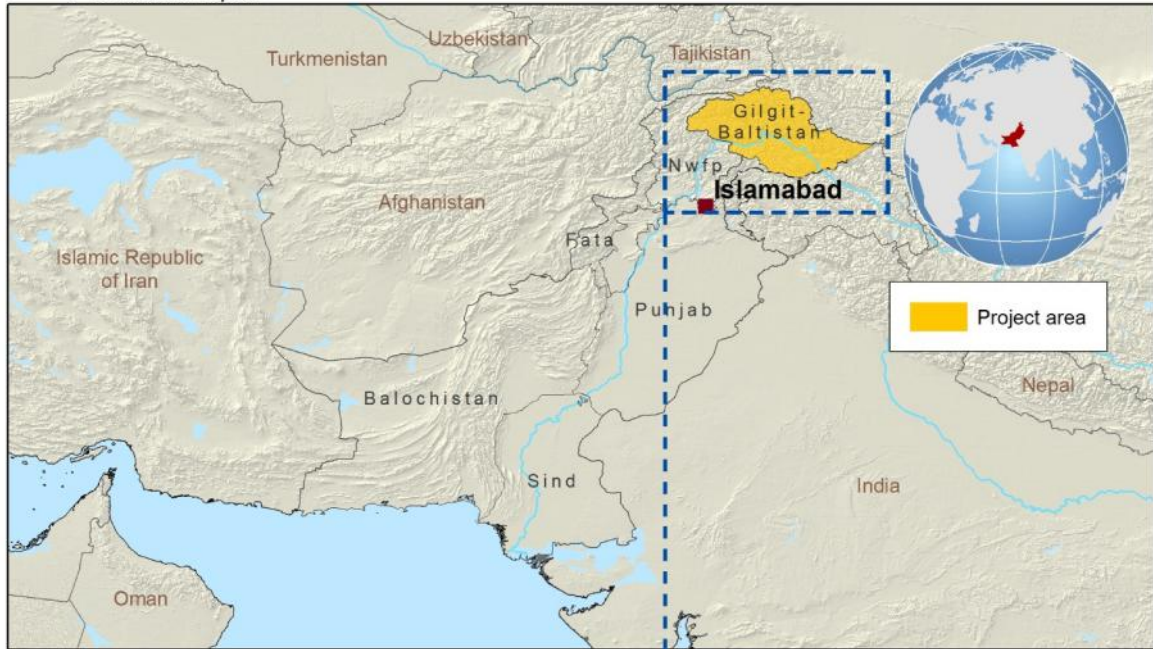 Uzbekistan
Turkmenistan
Tajikistan
Gilgit-
Baltistan
Nwfp
Islamabad
Afghanistan
Fata
Islamic Republic
of Iran
Punjab
Project area
Nepal
Balochistan
Sind
India
Oman